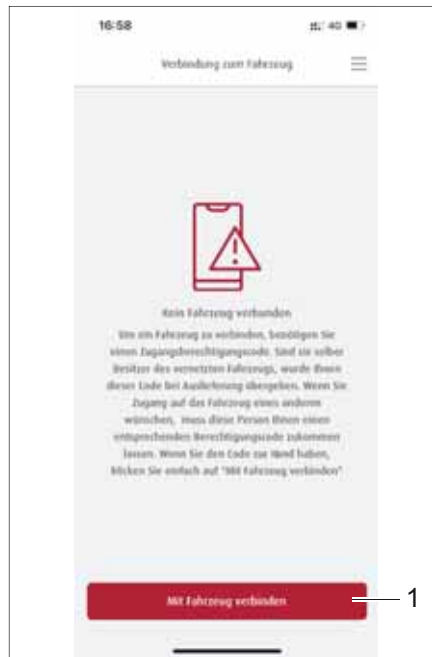 16:58
4G
Verbindung zum Fahrzeug
Kein Fahrzeug verbunden
Um ein Fahrzeug zu verbinden, benötigen Sie
einen Zugangsberechtigungscode. Sind sie selber
Besitzer des vernetzten Fahrzeugs, wurde Ihnen
dieser Code bei Auslieferung übergeben. Wenn Sie
Zugang auf das Fahrzeug eines anderen
wünschen, muss diese Person Ihnen einen
entsprechenden Berechtigungscode zukommen
lassen. Wenn Sie den Code zur Hand haben,
klicken Sie einfach auf "Mit Fahrzeug verbinden"
Mit Fahrzeug verbinden
1